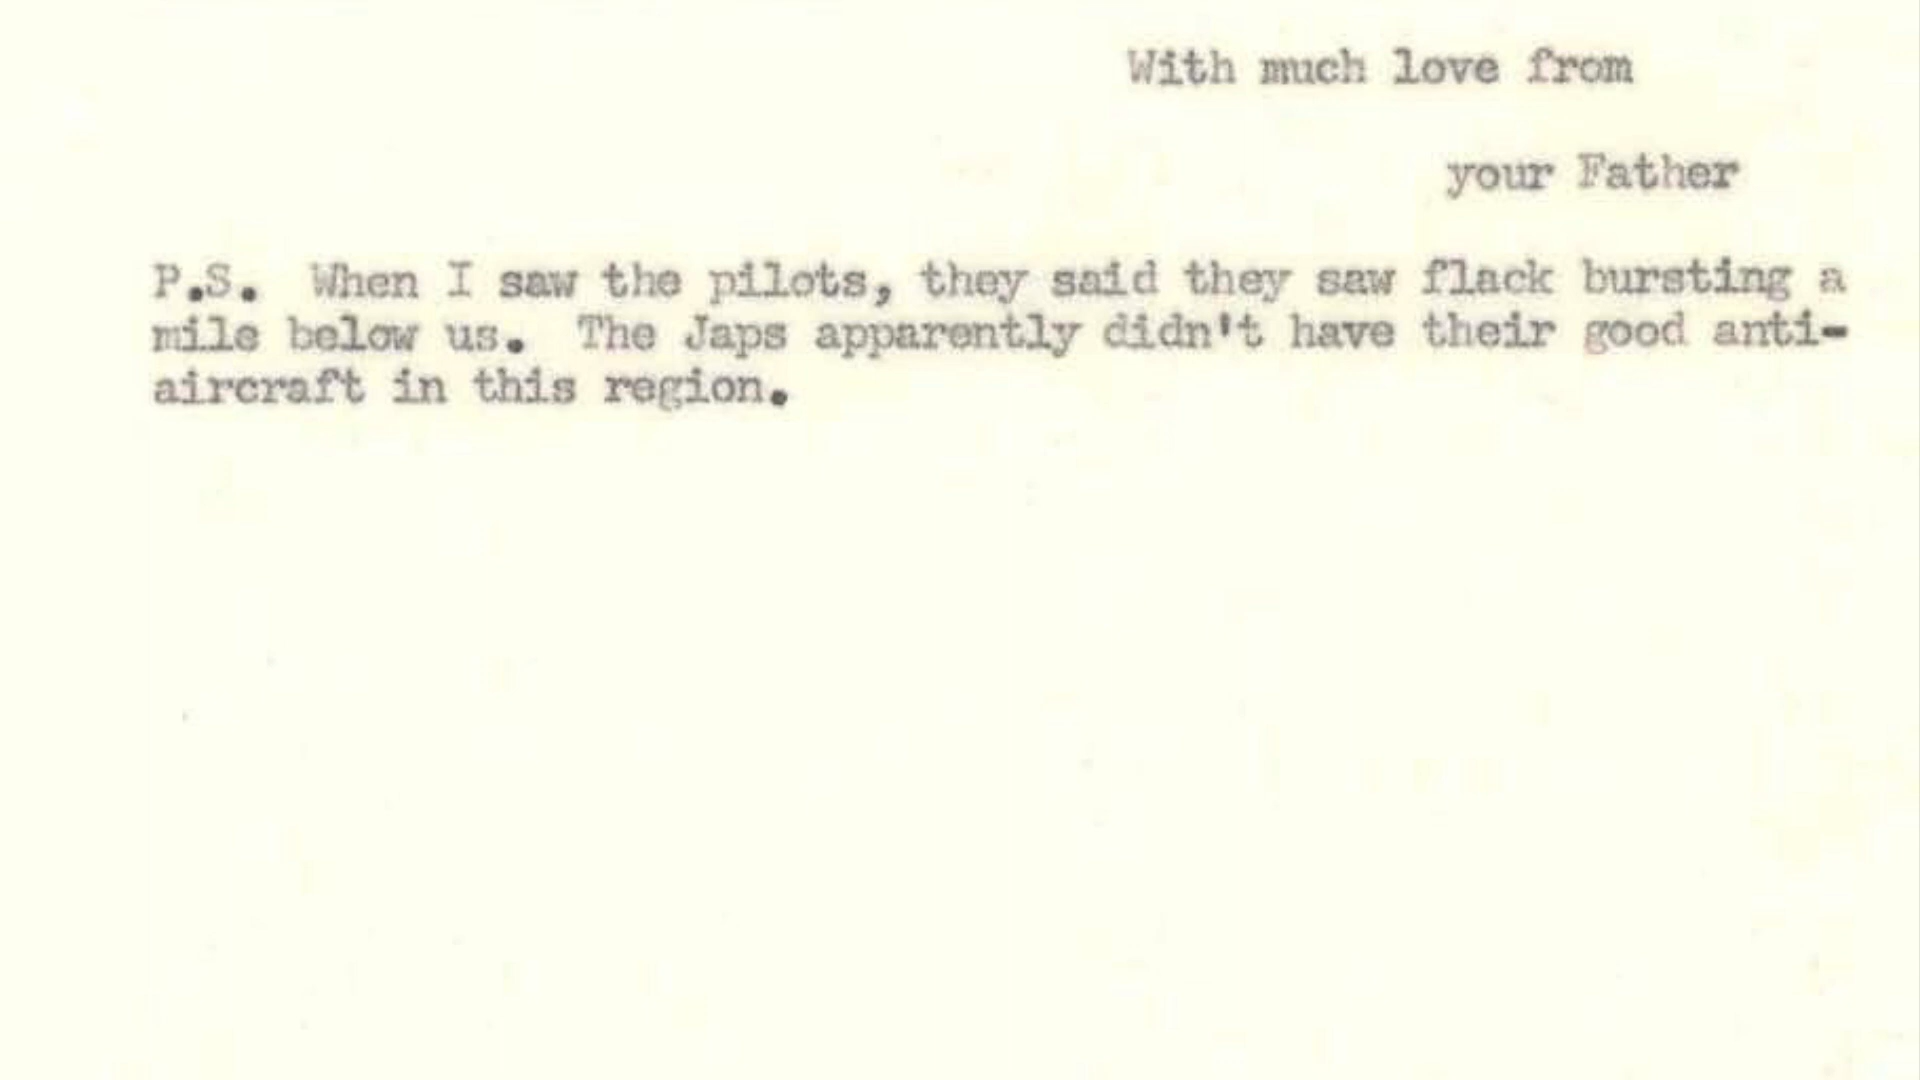 With much love from
your Father
P.S.  When I saw the pilots, they said they saw flack bursting a
mile below us.  The Japs apparently didn't have their good anti-
aircraft in this region.